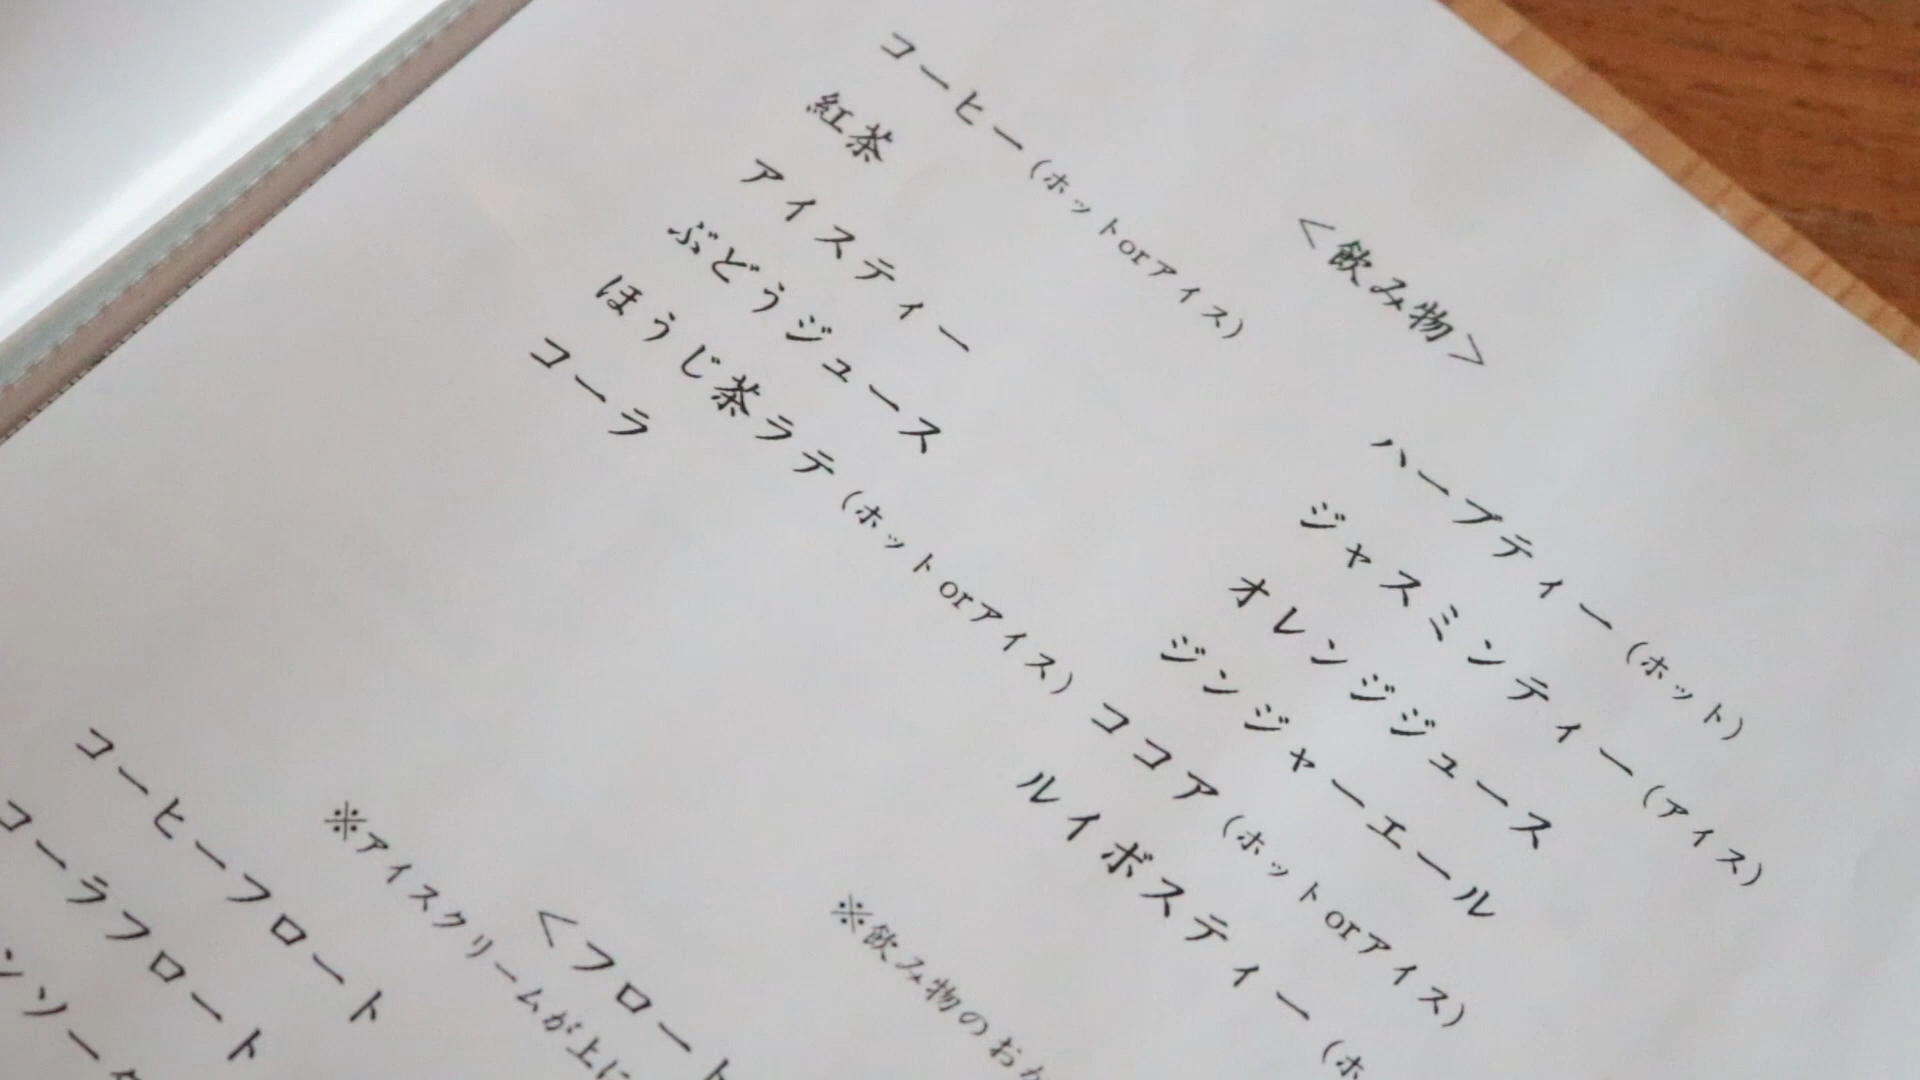 <飲み物>
コーヒー(ホットorアイス)
紅茶
アイスティー
ぶどうジュース
ほうじ茶ラテ(ホットorアイス)
コーラ
ハーブティー(ホット)
ジャスミンティー(アイス)
オレンジジュース
ジンジャーエール
ココア(ホットorアイス)
ルイボスティー(ホ
※飲み物のおか
<フロート
※アイスクリームが上に
コーヒーフロート
コーラフロート
ンソーダ